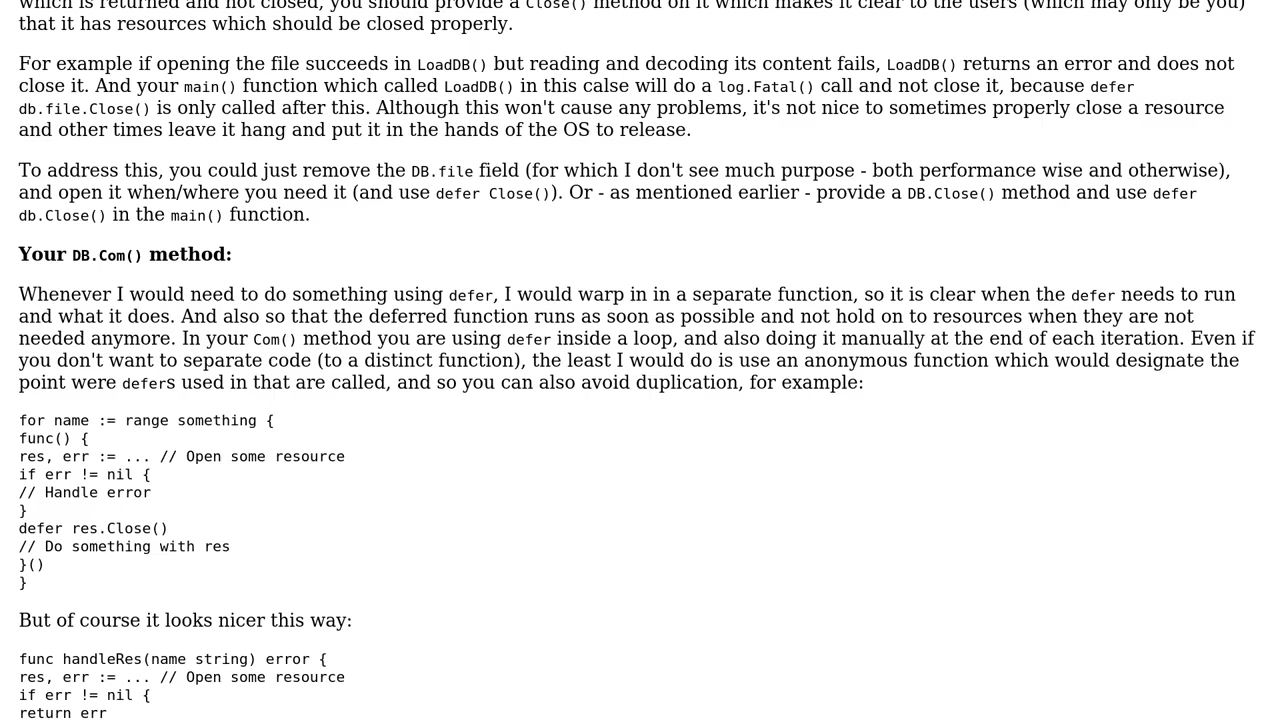 which is returned and not closed, you should provide a Close() method on it which makes it clear to the users (which may only be you)
that it has resources which should be closed properly.
For example if opening the file succeeds in LoadDB() but reading and decoding its content fails, LoadDB() returns an error and does not
close it. And your main() function which called LoadDB() in this calse will do a log.Fatal() call and not close it, because defer
db.file.Close() is only called after this. Although this won't cause any problems, it's not nice to sometimes properly close a resource
and other times leave it hang and put it in the hands of the OS to release.
To address this, you could just remove the DB.file field (for which I don't see much purpose - both performance wise and otherwise),
and open it when/where you need it (and use defer Close()). Or - as mentioned earlier - provide a DB.Close() method and use defer
db.Close() in the main() function.
Your DB.Com() method:
Whenever I would need to do something using defer, I would warp in in a separate function, so it is clear when the defer needs to run
and what it does. And also so that the deferred function runs as soon as possible and not hold on to resources when they are not
needed anymore. In your Com() method you are using defer inside a loop, and also doing it manually at the end of each iteration. Even if
you don't want to separate code (to a distinct function), the least I would do is use an anonymous function which would designate the
point were defers used in that are called, and so you can also avoid duplication, for example:
for name := range something {
func() {
res, err := ... // Open some resource
if err != nil {
// Handle error
}
defer res.Close()
// Do something with res
}()
}
But of course it looks nicer this way:
func handleRes(name string) error {
res, err := ... // Open some resource
if err != nil {
return err